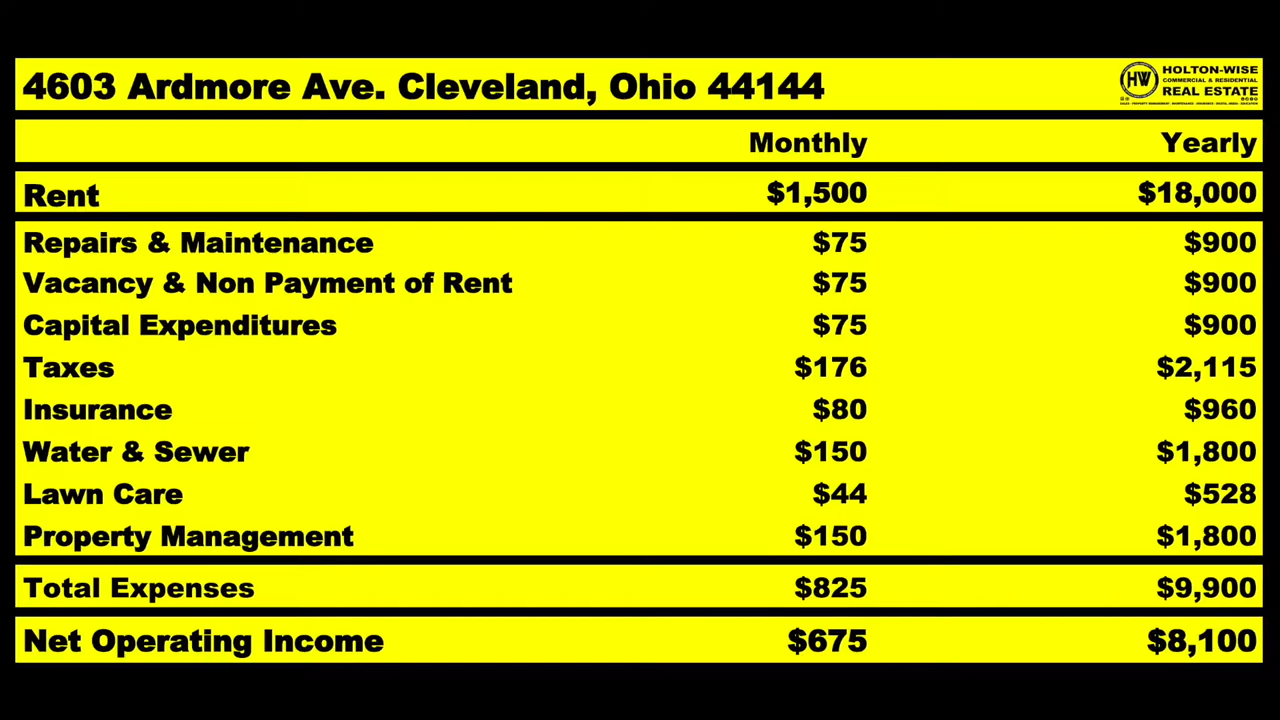 4603 Ardmore Ave. Cleveland, Ohio 44144
HW
HOLTON-WISE
COMMERCIAL & RESIDENTIAL
REAL ESTATE
Monthly Yearly
Rent $1,500 $18,000
Repairs & Maintenance $75 $900
Vacancy & Non Payment of Rent $75 $900
Capital Expenditures $75 $900
Taxes $176 $2,115
Insurance $80 $960
Water & Sewer $150 $1,800
Lawn Care $44 $528
Property Management $150 $1,800
Total Expenses $825 $9,900
Net Operating Income $675 $8,100